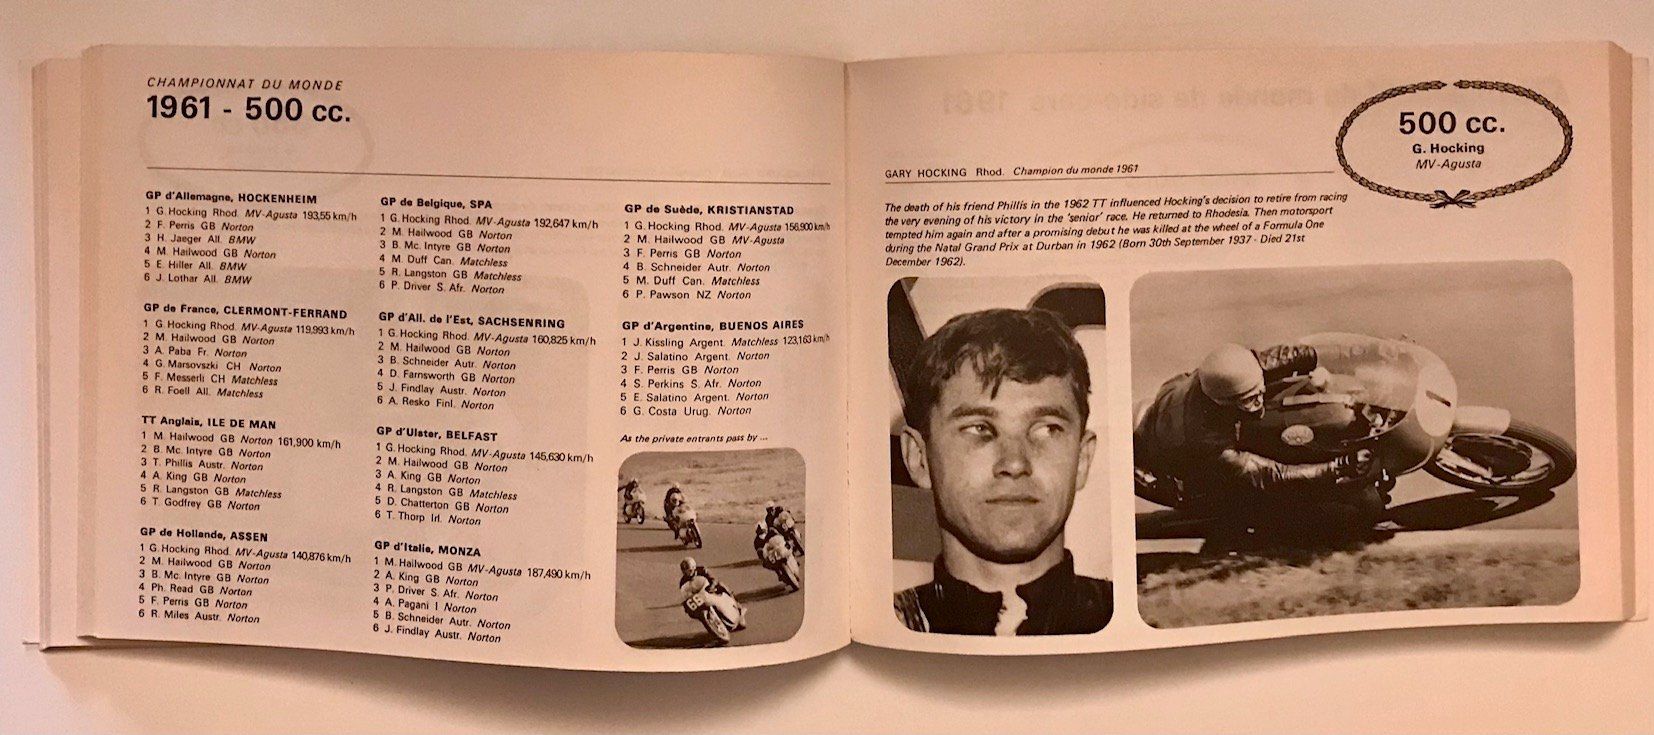 CHAMPIONNAT DU MONDE
1961 - 500 cc.
GP d'Allemagne, HOCKENHEIM
1 G. Hocking Rhod. MV-Agusta 193,55 km/h
2 F. Perris GB Norton
3 H. Jaeger All. BMW
4 M. Hailwood GB Norton
5 E. Hiller All. BMW
6 J. Lothar All. BMW
GP de France, CLERMONT-FERRAND
1 G. Hocking Rhod. MV-Agusta 119,993 km/h
2 M. Hailwood GB Norton
3 A. Paba Fr. Norton
4 G. Marsovszki CH Norton
5 F. Messerli CH Matchless
6 R. Foell All. Matchless
TT Anglais, ILE DE MAN
1 M. Hailwood GB Norton 161,900 km/h
2 B. Mc. Intyre GB Norton
3 T. Phillis Austr. Norton
4 A. King GB Norton
5 R. Langston GB Matchless
6 T. Godfrey GB Norton
GP de Hollande, ASSEN
1 G. Hocking Rhod. MV-Agusta 140,876 km/h
2 M. Hailwood GB Norton
3 B. Mc. Intyre GB Norton
4 Ph. Read GB Norton
5 F. Perris GB Norton
6 R. Miles Austr. Norton
GP de Belgique, SPA
1 G. Hocking Rhod. MV-Agusta 192,647 km/h
2 M. Hailwood GB Norton
3 B. Mc. Intyre GB Norton
4 M. Duff Can. Matchless
5 R. Langston GB Matchless
6 P. Driver S. Afr. Norton
GP d'All. de l'Est, SACHSENRING
1 G. Hocking Rhod. MV-Agusta 160,825 km/h
2 M. Hailwood GB Norton
3 B. Schneider Autr. Norton
4 D. Farnsworth GB Norton
5 J. Findlay Austr. Norton
6 A. Resko Finl. Norton
GP d'Ulster, BELFAST
1 G. Hocking Rhod. MV-Agusta 145,630 km/h
2 M. Hailwood GB Norton
3 A. King GB Norton
4 R. Langston GB Matchless
5 D. Chatterton GB Norton
6 T. Thorp Irl. Norton
GP d'Italie, MONZA
1 M. Hailwood GB MV-Agusta 187,490 km/h
2 A. King GB Norton
3 P. Driver S. Afr. Norton
4 A. Pagani I Norton
5 B. Schneider Autr. Norton
6 J. Findlay Austr. Norton
GP de Suède, KRISTIANSTAD
1 G. Hocking Rhod. MV-Agusta 156,900 km/h
2 M. Hailwood GB MV-Agusta
3 F. Perris GB Norton
4 B. Schneider Autr. Norton
5 M. Duff Can. Matchless
6 P. Pawson NZ Norton
GP d'Argentine, BUENOS AIRES
1 J. Kissling Argent. Matchless 123,163 km/h
2 J. Salatino Argent. Norton
3 F. Perris GB Norton
4 S. Perkins S. Afr. Norton
5 E. Salatino Argent. Norton
6 G. Costa Urug. Norton
As the private entrants pass by ...
500 cc.
G. Hocking
MV-Agusta
GARY HOCKING Rhod. Champion du monde 1961
The death of his friend Phillis in the 1962 TT influenced Hocking's decision to retire from racing
the very evening of his victory in the 'senior' race. He returned to Rhodesia. Then motorsport
tempted him again and after a promising debut he was killed at the wheel of a Formula One
during the Natal Grand Prix at Durban in 1962 (Born 30th September 1937 - Died 21st
December 1962).